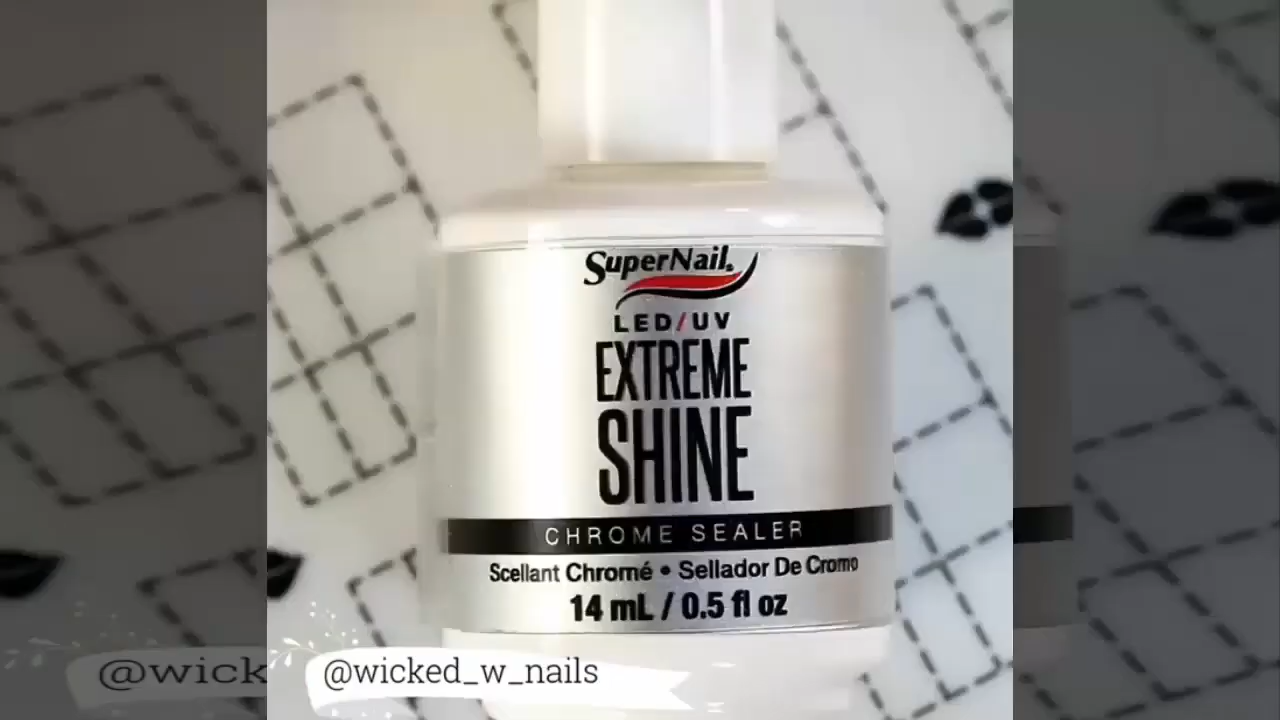 SuperNail.
LED/UV
EXTREME
SHINE
CHROME SEALER
Scellant Chromé • Sellador De Cromo
14 mL / 0.5 fl oz
@wick
@wicked_w_nails